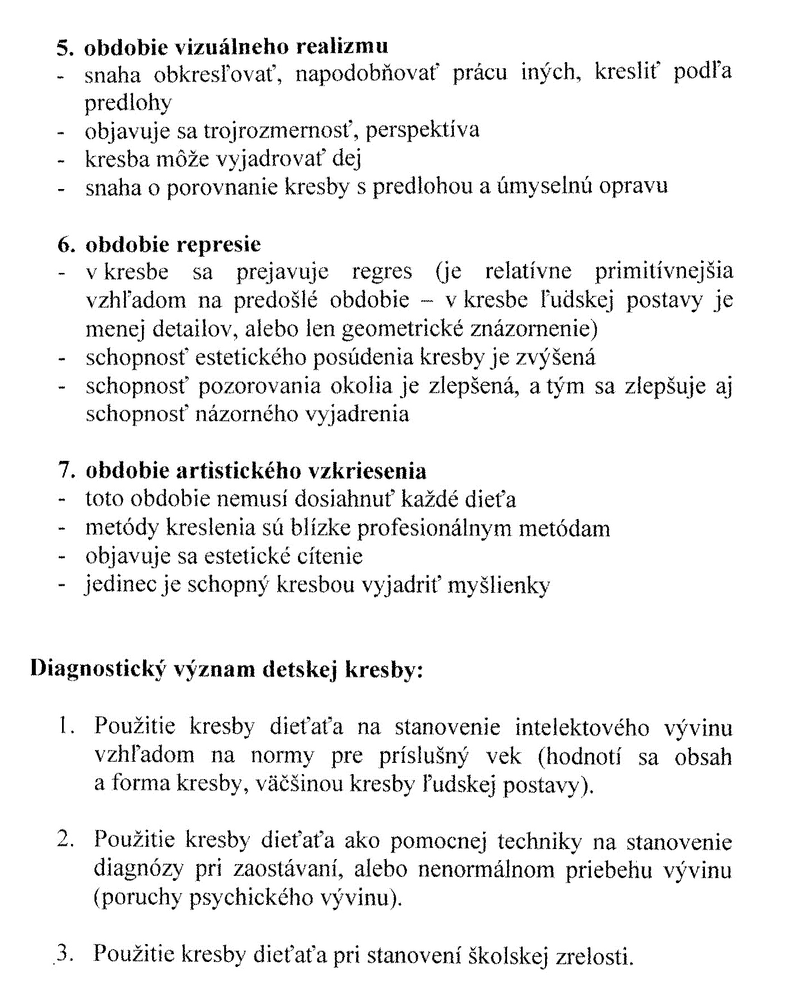 5. obdobie vizuálneho realizmu
- snaha obkresľovať, napodobňovať prácu iných, kresliť podľa
predlohy
- objavuje sa trojrozmernosť, perspektíva
- kresba môže vyjadrovať dej
- snaha o porovnanie kresby s predlohou a úmyselnú opravu
6. obdobie represie
- v kresbe sa prejavuje regres (je relatívne primitívnejšia
vzhľadom na predošlé obdobie – v kresbe ľudskej postavy je
menej detailov, alebo len geometrické znázornenie)
- schopnosť estetického posúdenia kresby je zvýšená
- schopnosť pozorovania okolia je zlepšená, a tým sa zlepšuje aj
schopnosť názorného vyjadrenia
7. obdobie artistického vzkriesenia
- toto obdobie nemusí dosiahnuť každé dieťa
- metódy kreslenia sú blízke profesionálnym metódam
- objavuje sa estetické cítenie
- jedinec je schopný kresbou vyjadriť myšlienky
Diagnostický význam detskej kresby:
1. Použitie kresby dieťaťa na stanovenie intelektového vývinu
vzhľadom na normy pre príslušný vek (hodnotí sa obsah
a forma kresby, väčšinou kresby ľudskej postavy).
2. Použitie kresby dieťaťa ako pomocnej techniky na stanovenie
diagnózy pri zaostávaní, alebo nenormálnom priebehu vývinu
(poruchy psychického vývinu).
3. Použitie kresby dieťaťa pri stanovení školskej zrelosti.